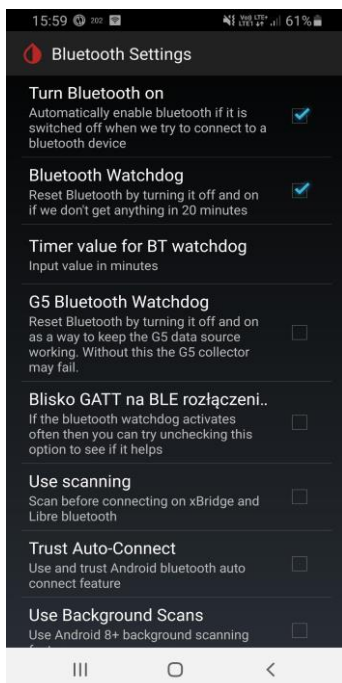 15:59 202 61%
Bluetooth Settings
Turn Bluetooth on
Automatically enable bluetooth if it is
switched off when we try to connect to a
bluetooth device
Bluetooth Watchdog
Reset Bluetooth by turning it off and on
if we don't get anything in 20 minutes
Timer value for BT watchdog
Input value in minutes
G5 Bluetooth Watchdog
Reset Bluetooth by turning it off and on
as a way to keep the G5 data source
working. Without this the G5 collector
may fail.
Blisko GATT na BLE rozłączeni..
If the bluetooth watchdog activates
often then you can try unchecking this
option to see if it helps
Use scanning
Scan before connecting on xBridge and
Libre bluetooth
Trust Auto-Connect
Use and trust Android bluetooth auto
connect feature
Use Background Scans
Use Android 8+ background scanning